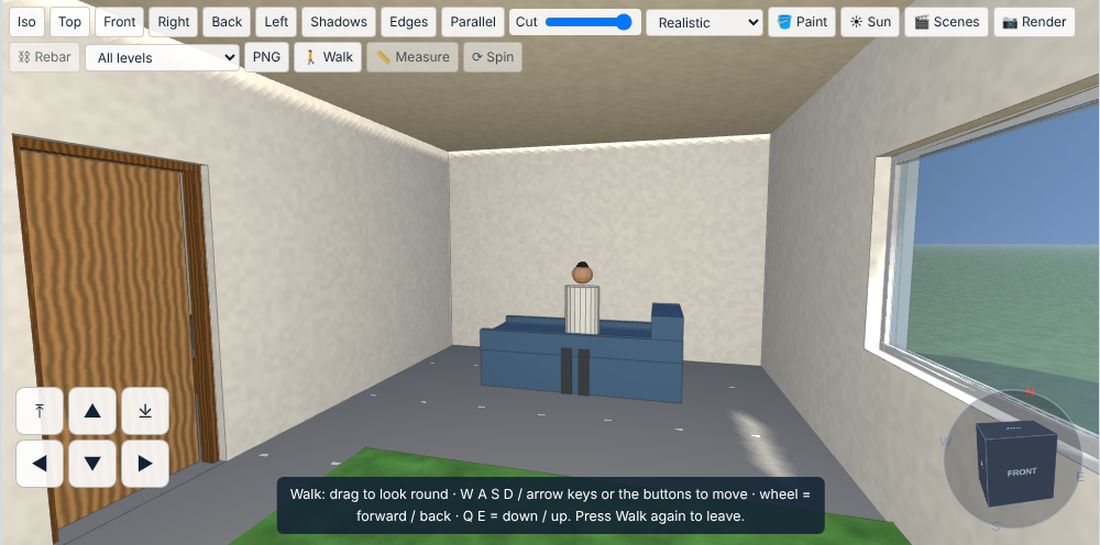 Iso Top Front Right Back Left Shadows Edges Parallel Cut Realistic Paint Sun Scenes Render
Rebar All levels PNG Walk Measure Spin
N
W
FRONT
E
S
Walk: drag to look round · W A S D / arrow keys or the buttons to move · wheel =
forward / back · Q E = down / up. Press Walk again to leave.